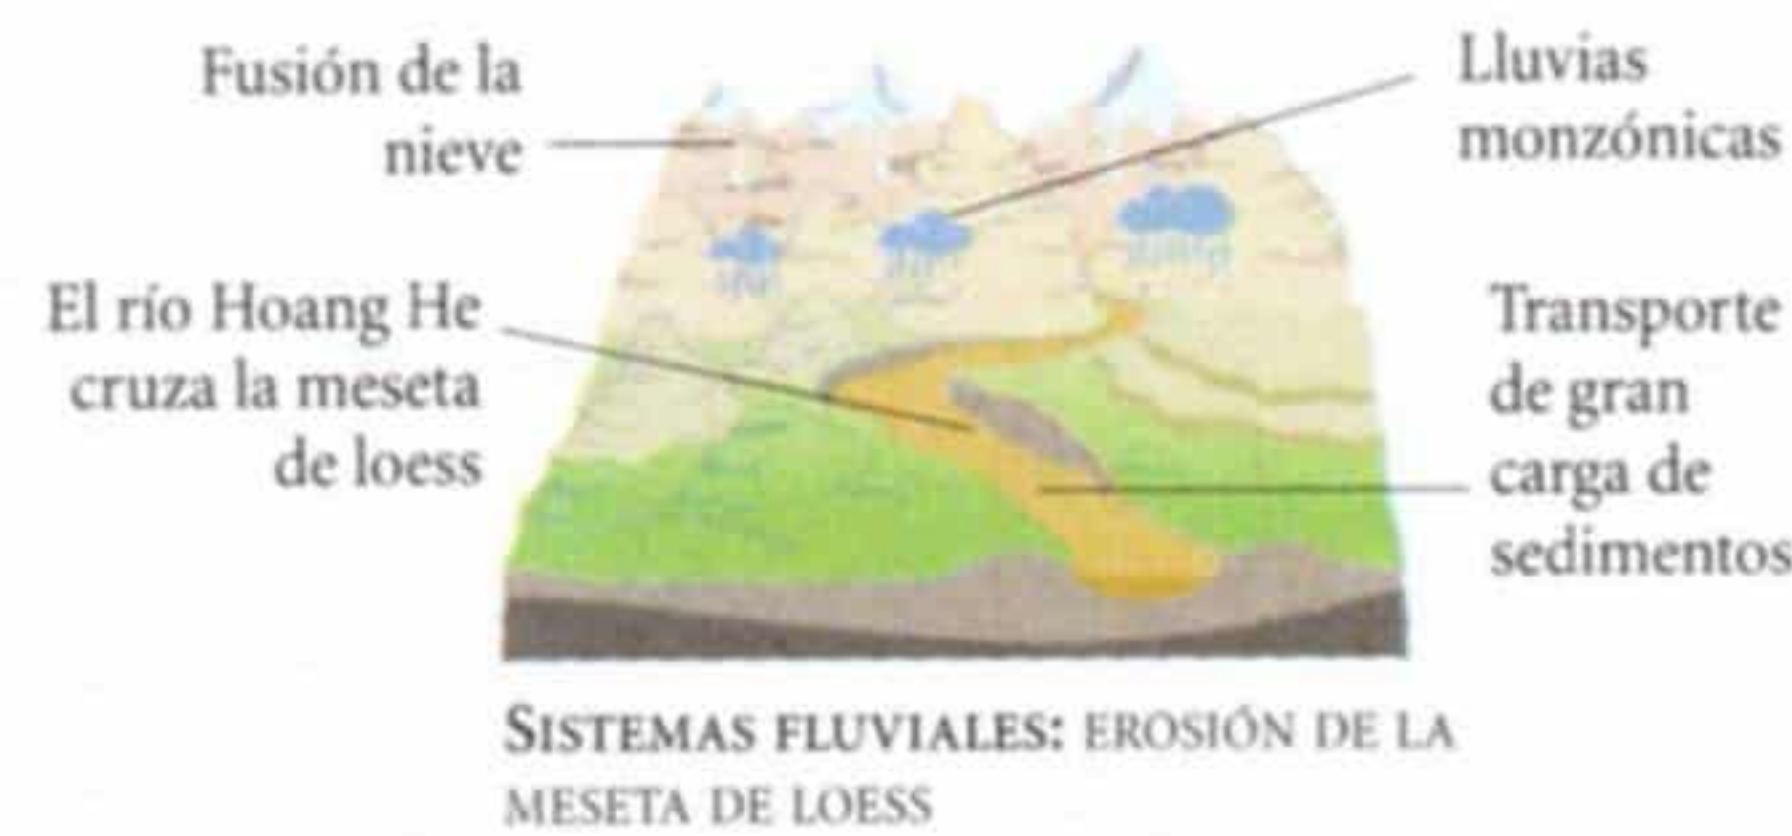 Fusión de la
nieve
Lluvias
monzónicas
El río Hoang He
cruza la meseta
de loess
Transporte
de gran
carga de
sedimentos
SISTEMAS FLUVIALES: EROSIÓN DE LA
MESETA DE LOESS